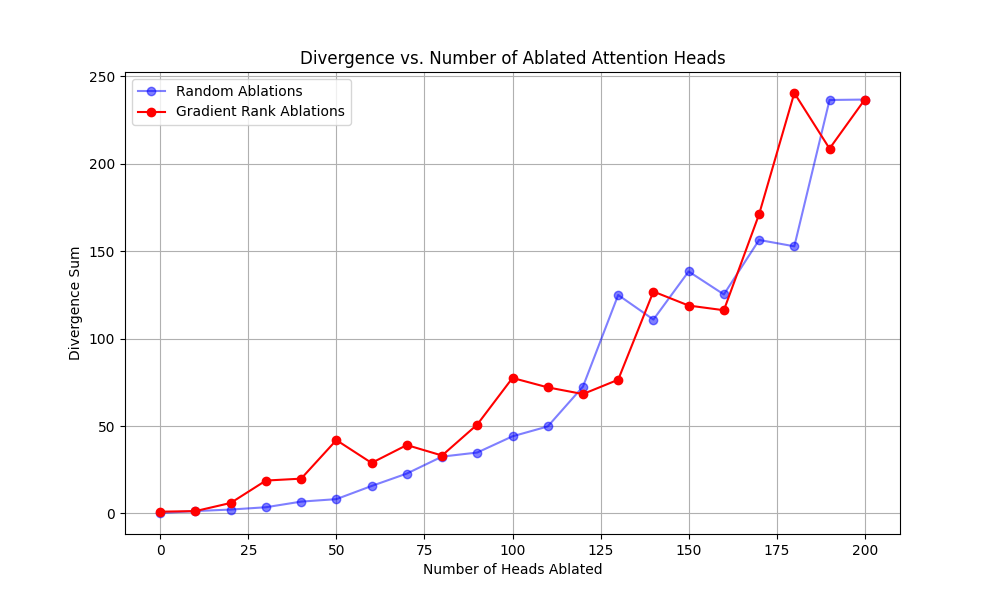 Divergence vs. Number of Ablated Attention Heads
Random Ablations
Gradient Rank Ablations
250
200
150
100
50
0
Divergence Sum
0 25 50 75 100 125 150 175 200
Number of Heads Ablated